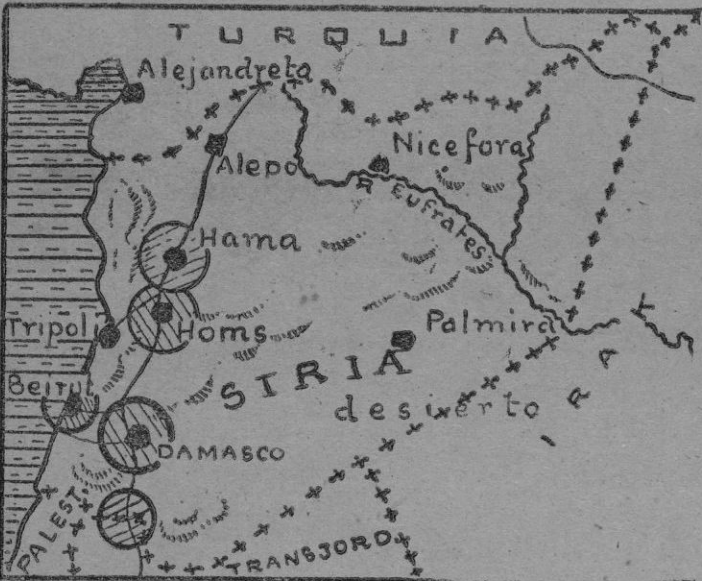 TURQUIA
Alejandreta
Alepo
Nicefora
R Eufrates
Hama
Tripoli
Homs
Palmira
Beirut
SIRIA
desierto
DAMASCO
PALEST.
TRANSJORD.
I R A K